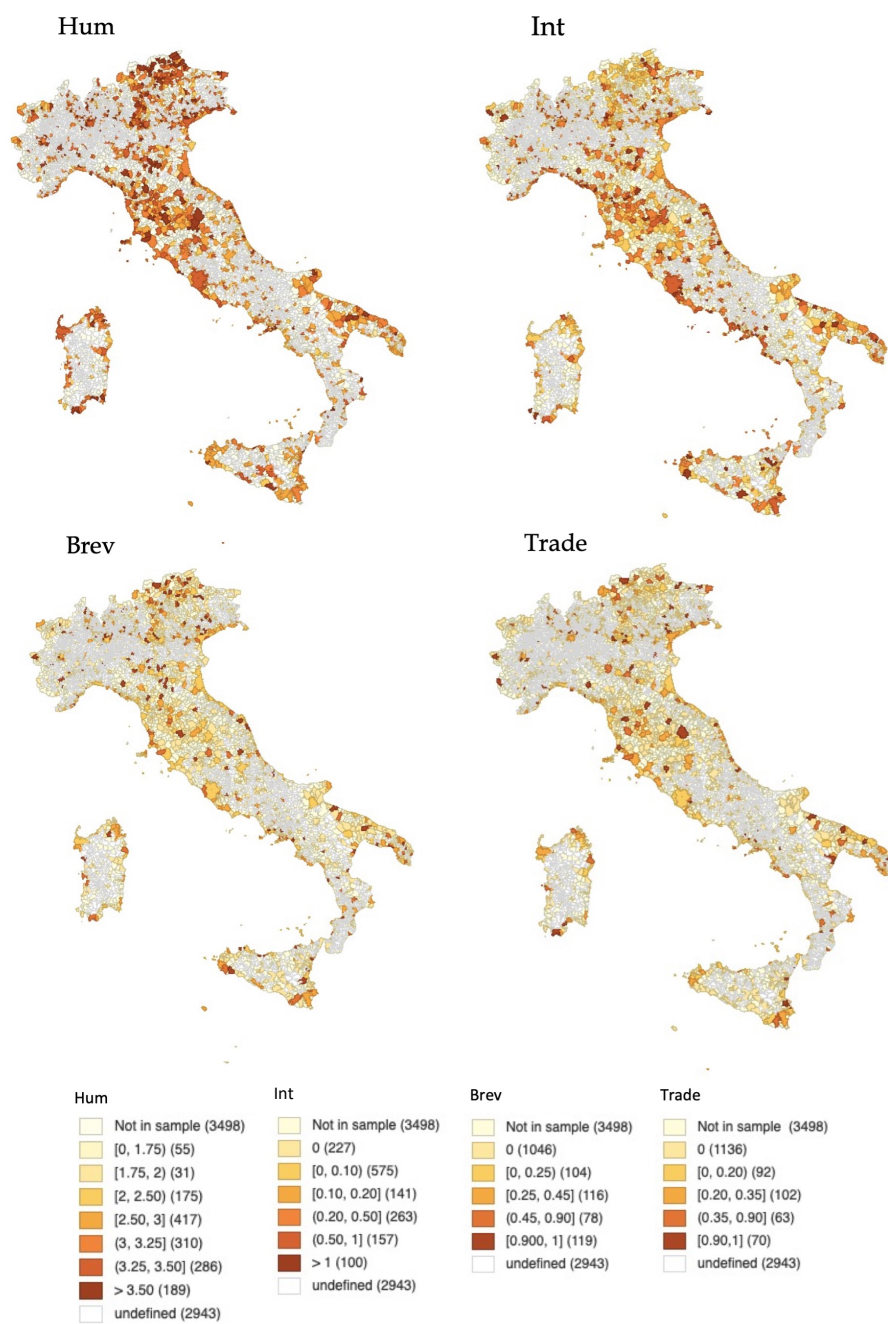 Hum
Int
Brev
Trade
Hum
Not in sample (3498)
[0, 1.75) (55)
[1.75, 2) (31)
[2, 2.50) (175)
[2.50, 3] (417)
(3, 3.25] (310)
(3.25, 3.50] (286)
> 3.50 (189)
undefined (2943)
Int
Not in sample (3498)
0 (227)
[0, 0.10) (575)
[0.10, 0.20] (141)
(0.20, 0.50] (263)
(0.50, 1] (157)
> 1 (100)
undefined (2943)
Brev
Not in sample (3498)
0 (1046)
[0, 0.25) (104)
[0.25, 0.45] (116)
(0.45, 0.90] (78)
[0.900, 1] (119)
undefined (2943)
Trade
Not in sample (3498)
0 (1136)
[0, 0.20) (92)
[0.20, 0.35] (102)
(0.35, 0.90] (63)
[0.90,1] (70)
undefined (2943)